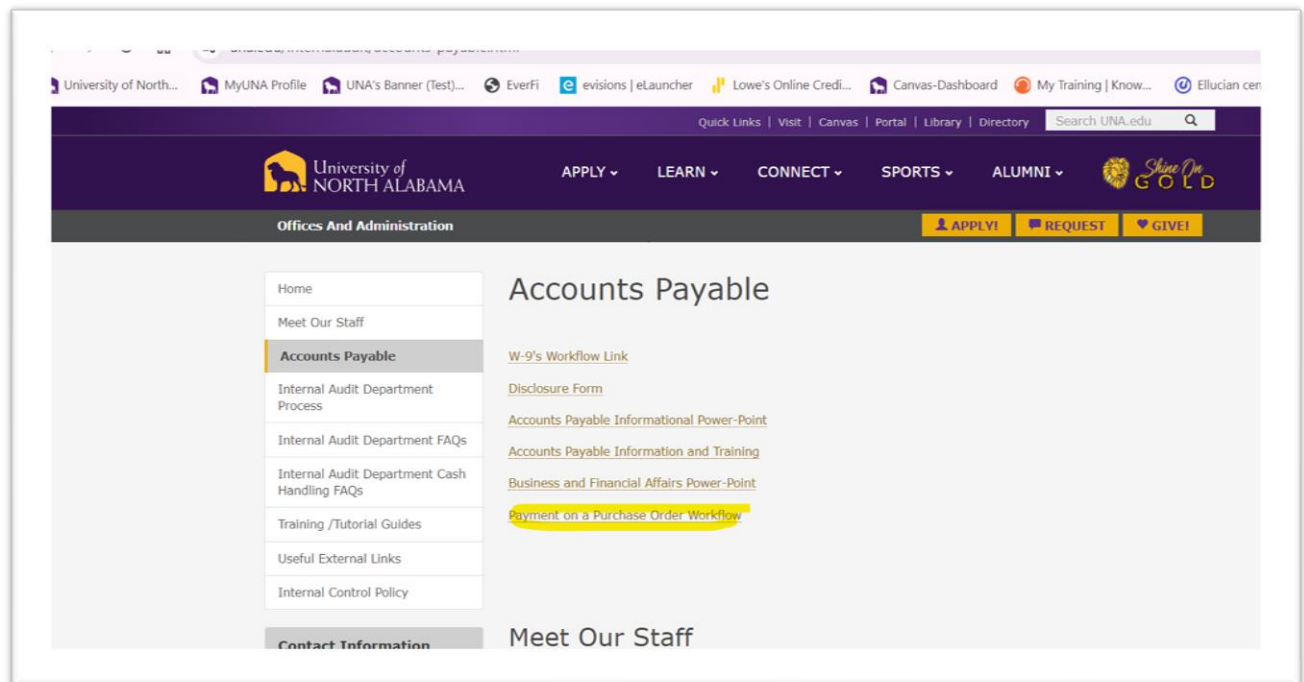 University of North...
MyUNA Profile
UNA's Banner (Test)...
EverFi
evisions | eLauncher
Lowe's Online Credi...
Canvas-Dashboard
My Training | Know...
Ellucian cen
Quick Links | Visit | Canvas | Portal | Library | Directory
Search UNA.edu
University of
NORTH ALABAMA
APPLY
LEARN
CONNECT
SPORTS
ALUMNI
Shine On
GOLD
Offices And Administration
APPLY!
REQUEST
GIVE!
Home
Meet Our Staff
Accounts Payable
Internal Audit Department
Process
Internal Audit Department FAQs
Internal Audit Department Cash
Handling FAQs
Training /Tutorial Guides
Useful External Links
Internal Control Policy
Contact Information
Accounts Payable
W-9's Workflow Link
Disclosure Form
Accounts Payable Informational Power-Point
Accounts Payable Information and Training
Business and Financial Affairs Power-Point
Payment on a Purchase Order Workflow
Meet Our Staff